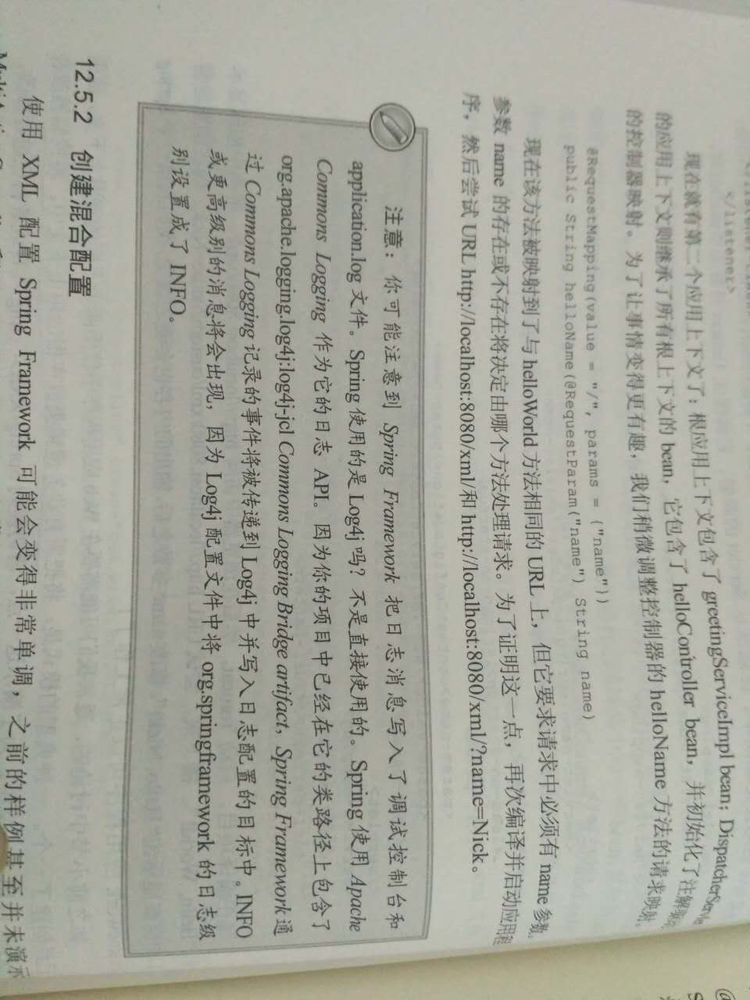 </listener>
现在就有第二个应用上下文了：根应用上下文包含了 greetingServiceImpl bean；DispatcherServlet
的应用上下文则继承了所有根上下文的 bean，它包含了 helloController bean，并初始化了注解驱动
的控制器映射。为了让事情变得更有趣，我们稍微调整控制器的 helloName 方法的请求映射。
@RequestMapping(value = "/", params = {"name"})
public String helloName(@RequestParam("name") String name)
现在该方法被映射到了与 helloWorld 方法相同的 URL 上，但它要求请求中必须有 name 参数。
参数 name 的存在或不存在将决定由哪个方法处理请求。为了证明这一点，再次编译并启动应用程
序，然后尝试 URL http://localhost:8080/xml/和 http://localhost:8080/xml/?name=Nick。
注意：你可能注意到 Spring Framework 把日志消息写入了调试控制台和
application.log 文件。Spring 使用的是 Log4j 吗？不是直接使用的。Spring 使用 Apache
Commons Logging 作为它的日志 API。因为你的项目中已经在它的类路径上包含了
org.apache.logging.log4j:log4j-jcl Commons Logging Bridge artifact，Spring Framework 通
过 Commons Logging 记录的事件将被传递到 Log4j 中并写入日志配置的目标中。INFO
或更高级别的消息将会出现，因为 Log4j 配置文件中将 org.springframework 的日志级
别设置成了 INFO。
12.5.2 创建混合配置
使用 XML 配置 Spring Framework 可能会变得非常单调，之前的样例甚至并未演示